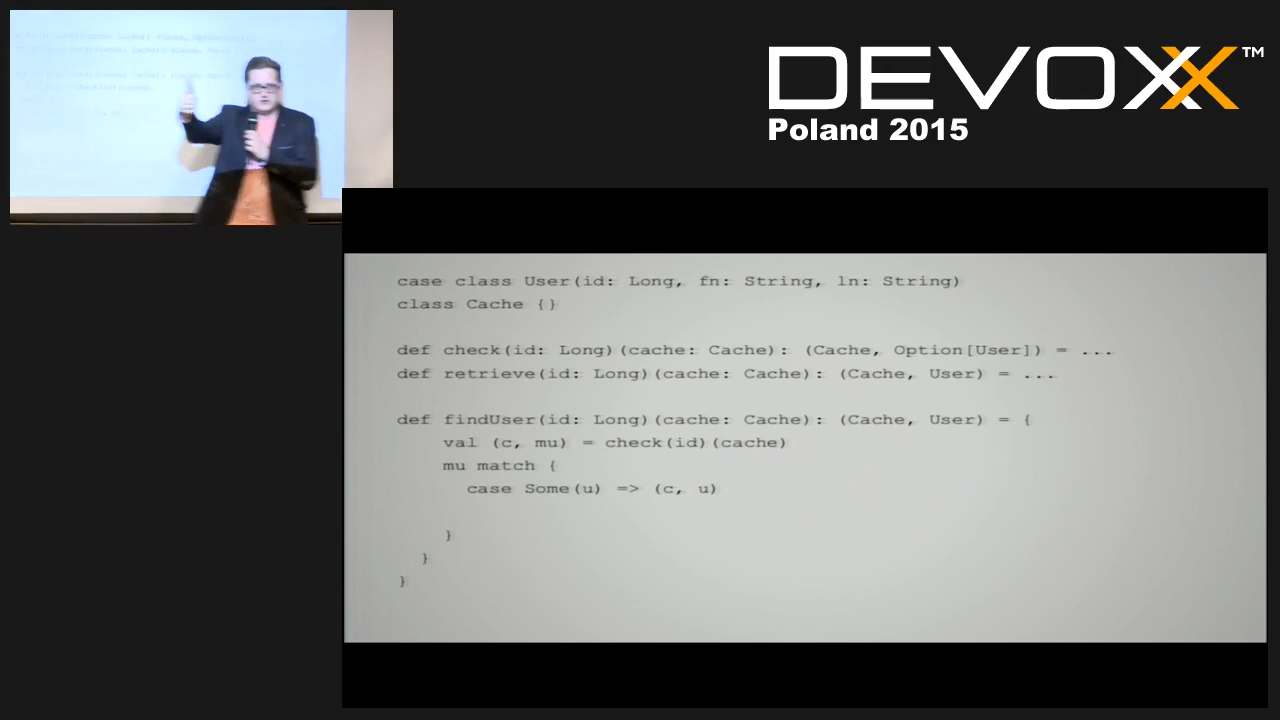 DEVOXX™
Poland 2015
case class User(id: Long, fn: String, ln: String)
class Cache {}
def check(id: Long)(cache: Cache): (Cache, Option[User]) = ...
def retrieve(id: Long)(cache: Cache): (Cache, User) = ...
def findUser(id: Long)(cache: Cache): (Cache, User) = {
val (c, mu) = check(id)(cache)
mu match {
case Some(u) => (c, u)
}
}
}